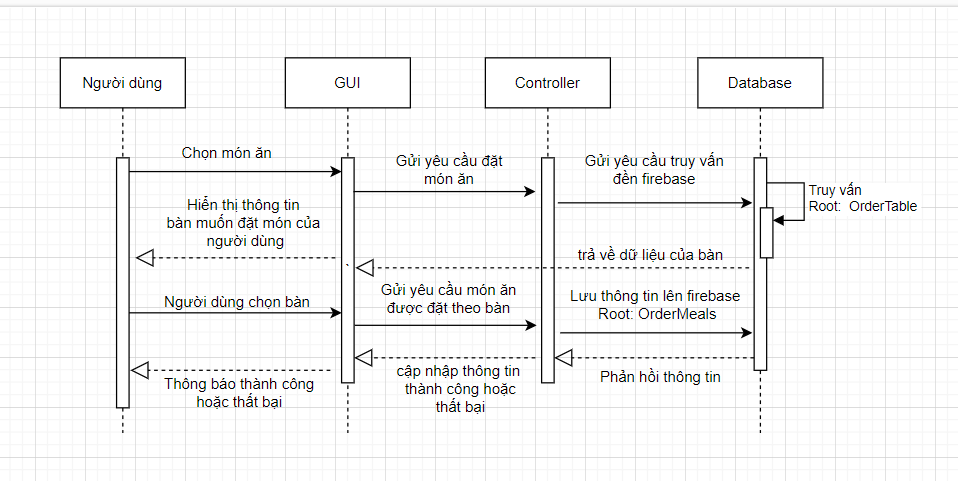 Người dùng
GUI
Controller
Database
Chọn món ăn
Gửi yêu cầu đặt
món ăn
Gửi yêu cầu truy vấn
đền firebase
Truy vấn
Root: OrderTable
Hiển thị thông tin
bàn muốn đặt món của
người dùng
trả về dữ liệu của bàn
Người dùng chọn bàn
Gửi yêu cầu món ăn
được đặt theo bàn
Lưu thông tin lên firebase
Root: OrderMeals
Thông báo thành công
hoặc thất bại
cập nhập thông tin
thành công hoặc
thất bại
Phản hồi thông tin